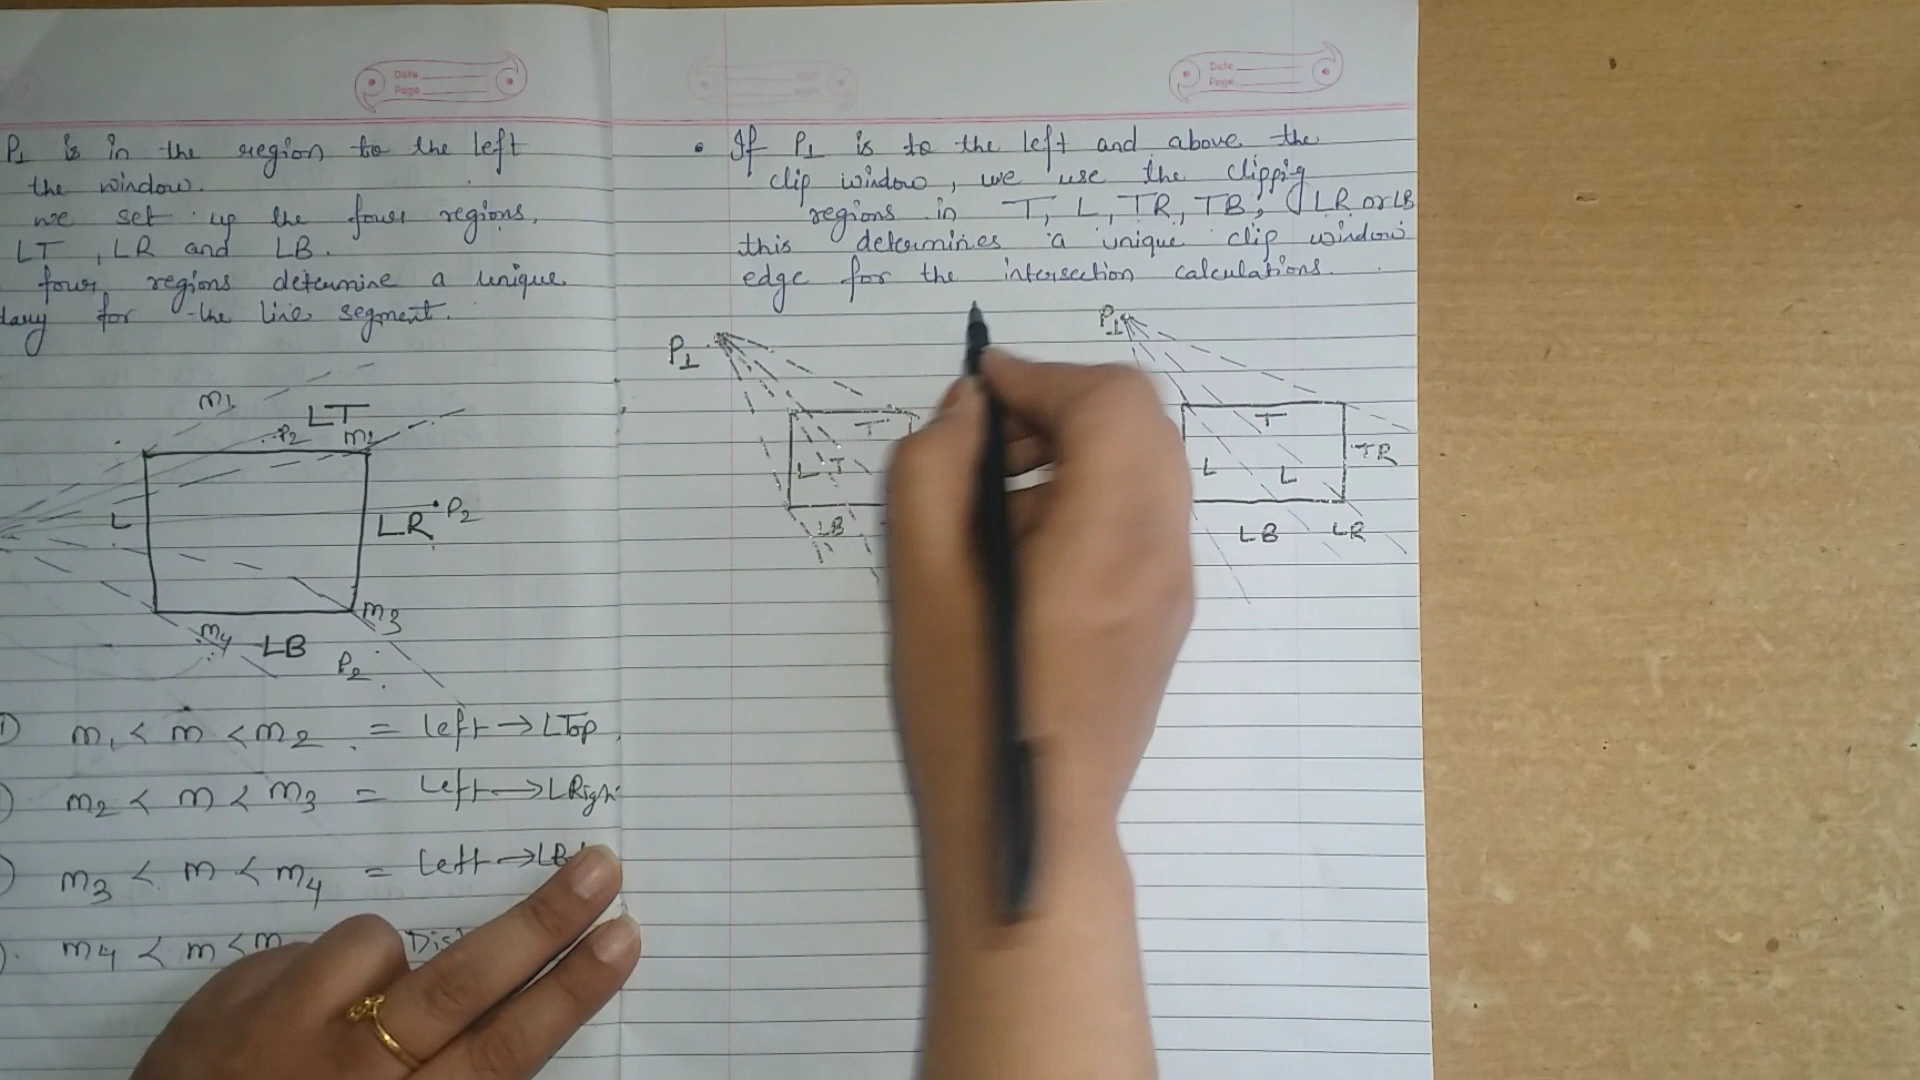 Date
Page
P1 is in the region to the left
the window.
we set up the four regions,
LT, LR and LB.
four regions determine a unique
for the line segment.
m1
LT
P2
m2
L
LR
P2
m3
m4
LB
P2
m1 < m < m2 = Left → LTop
m2 < m < m3 = Left → LRigh
m3 < m < m4 = Left → LB
m4 < m < m
Date
Page
• If P1 is to the left and above the
clip window, we use the clipping
regions in T, L, TR, TB, LR or LB
this determines a unique clip window
edge for the intersection calculations.
P1
T
L
T
LB
P1
T
TR
L
L
LB
LR